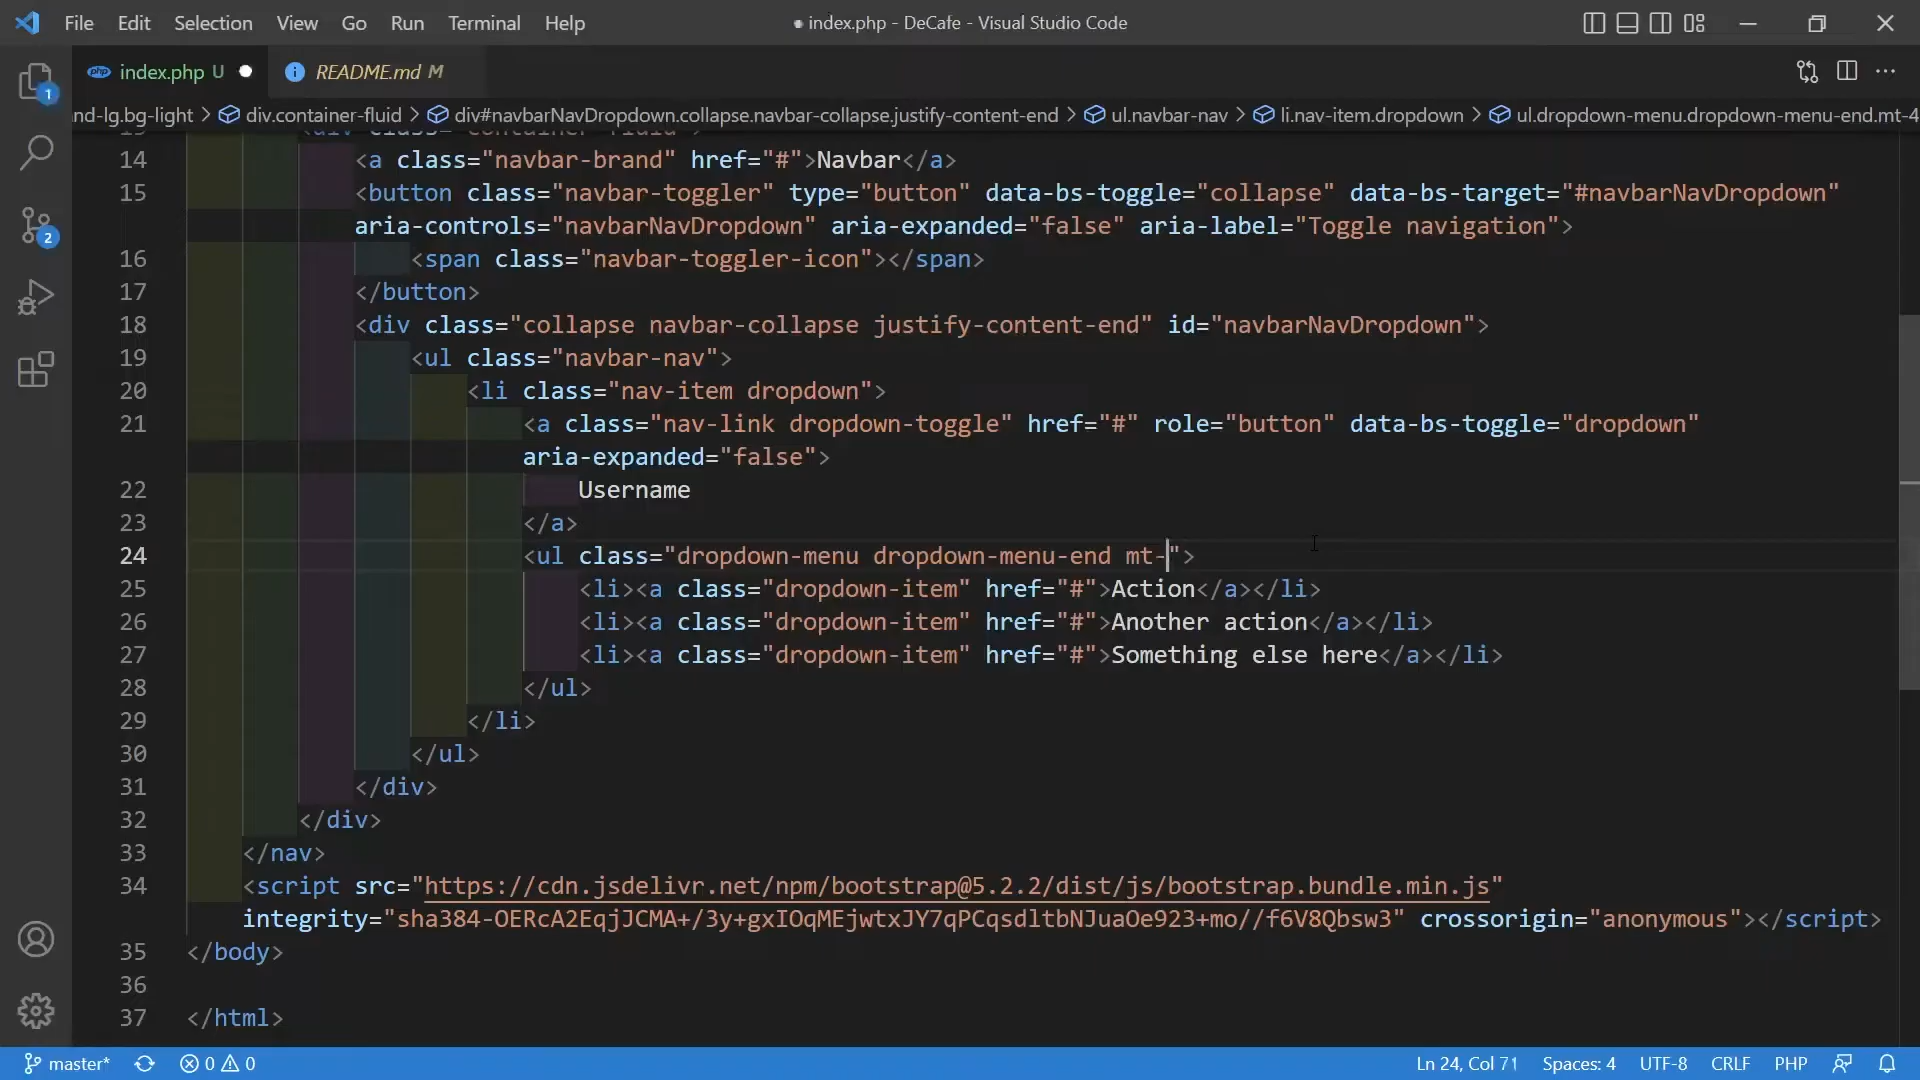 File Edit Selection View Go Run Terminal Help
● index.php - DeCafe - Visual Studio Code
php index.php U ●
README.md M
nd-lg.bg-light > div.container-fluid > div#navbarNavDropdown.collapse.navbar-collapse.justify-content-end > ul.navbar-nav > li.nav-item.dropdown > ul.dropdown-menu.dropdown-menu-end.mt-4
14 <a class="navbar-brand" href="#">Navbar</a>
15 <button class="navbar-toggler" type="button" data-bs-toggle="collapse" data-bs-target="#navbarNavDropdown"
aria-controls="navbarNavDropdown" aria-expanded="false" aria-label="Toggle navigation">
16 <span class="navbar-toggler-icon"></span>
17 </button>
18 <div class="collapse navbar-collapse justify-content-end" id="navbarNavDropdown">
19 <ul class="navbar-nav">
20 <li class="nav-item dropdown">
21 <a class="nav-link dropdown-toggle" href="#" role="button" data-bs-toggle="dropdown"
aria-expanded="false">
22 Username
23 </a>
24 <ul class="dropdown-menu dropdown-menu-end mt-">
25 <li><a class="dropdown-item" href="#">Action</a></li>
26 <li><a class="dropdown-item" href="#">Another action</a></li>
27 <li><a class="dropdown-item" href="#">Something else here</a></li>
28 </ul>
29 </li>
30 </ul>
31 </div>
32 </div>
33 </nav>
34 <script src="https://cdn.jsdelivr.net/npm/bootstrap@5.2.2/dist/js/bootstrap.bundle.min.js"
integrity="sha384-OERcA2EqjJCMA+/3y+gxIOqMEjwtxJY7qPCqsdltbNJuaOe923+mo//f6V8Qbsw3" crossorigin="anonymous"></script>
35 </body>
36
37 </html>
1
2
master* 0 0
Ln 24, Col 71 Spaces: 4 UTF-8 CRLF PHP